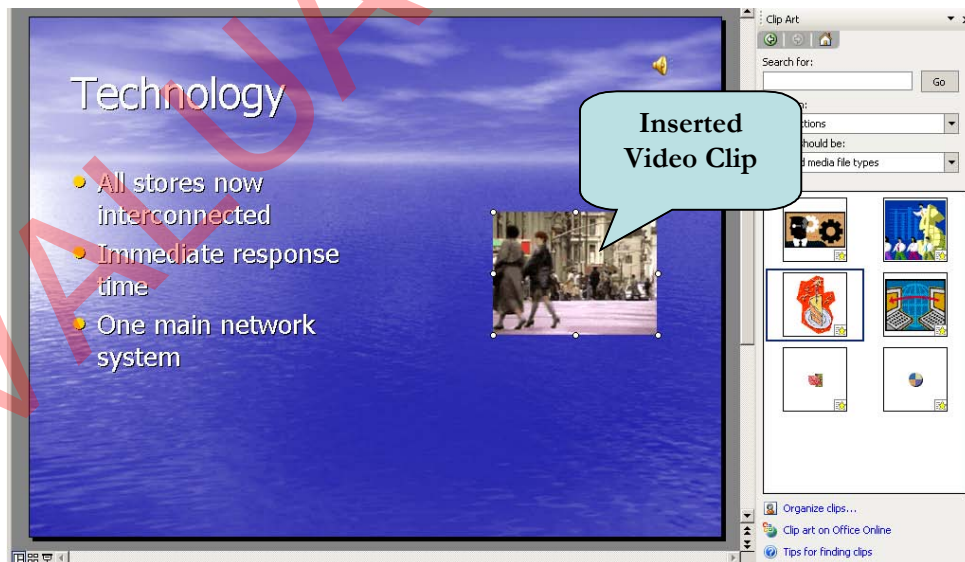 Clip Art
Search for:
Go
Technology
Inserted
Video Clip
All stores now
interconnected
Immediate response
time
One main network
system
should be:
media file types
Organize clips...
Clip art on Office Online
Tips for finding clips